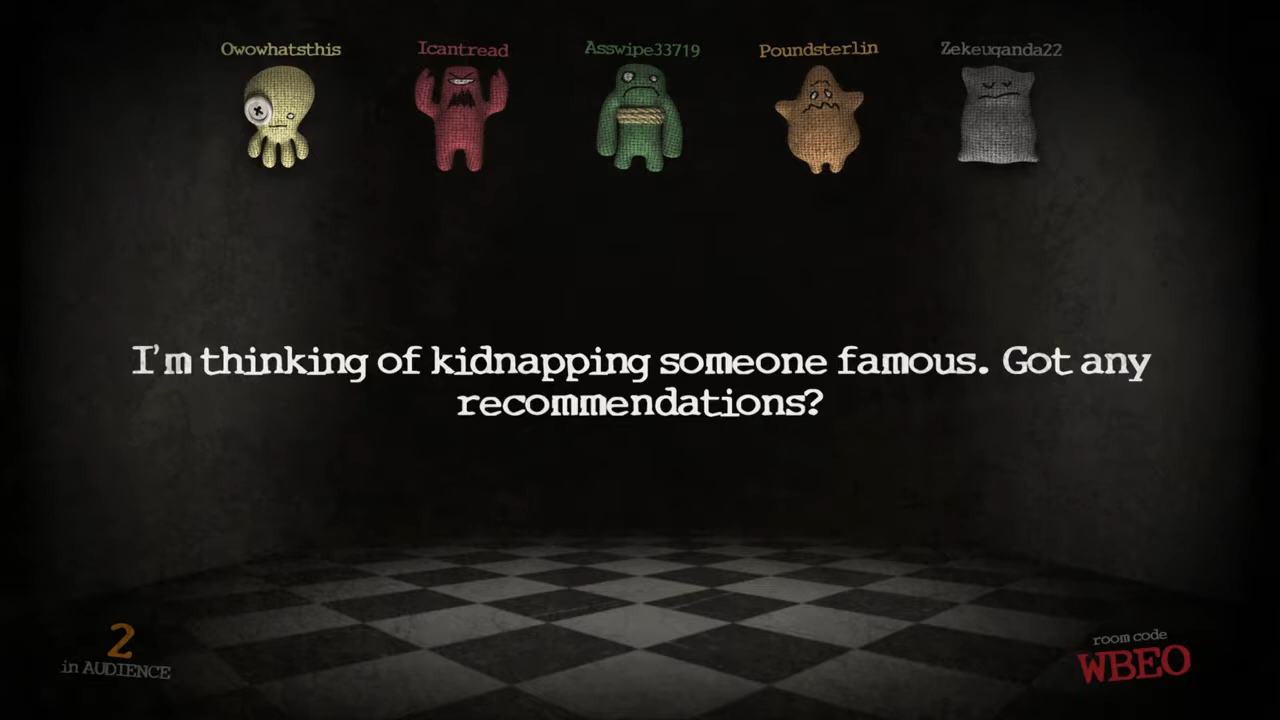 Owowhatsthis
Icantread
Asswipe33719
Poundsterlin
Zekeuqanda22
I'm thinking of kidnapping someone famous. Got any
recommendations?
2
in AUDIENCE
room code
WBEO